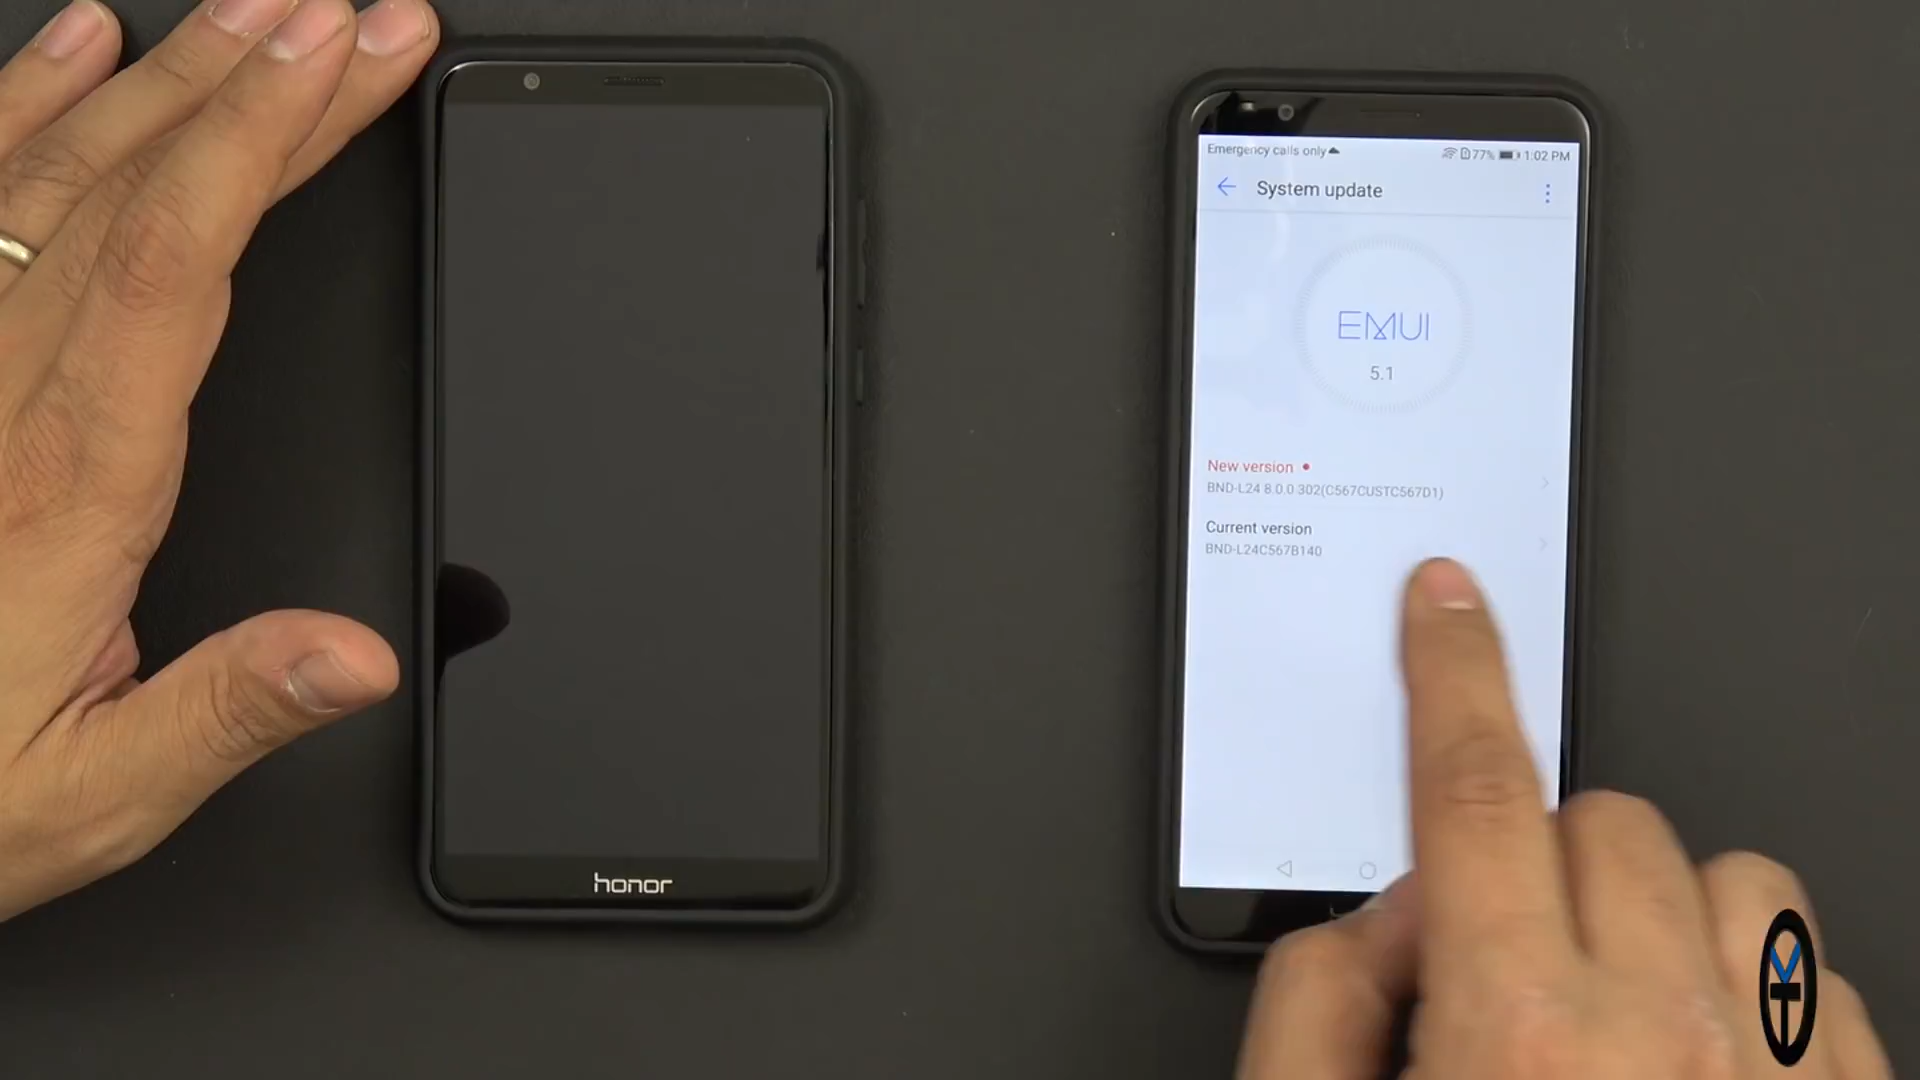 honor
Emergency calls only 77% 1:02 PM
System update
EMUI
5.1
New version
BND-L24 8.0.0.302(C567CUSTC567D1)
Current version
BND-L24C567B140
VT